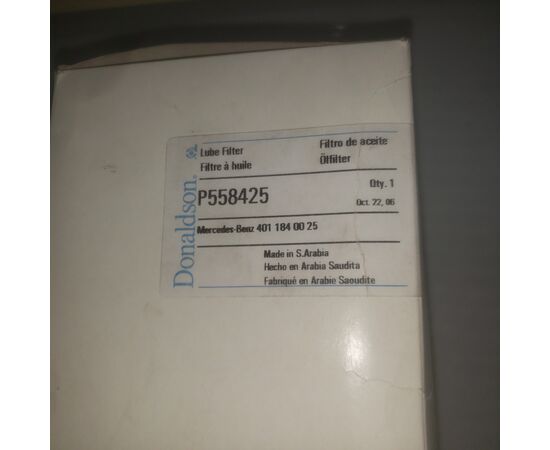 Donaldson.
Lube Filter Filtro de aceite
Filtre à huile Ölfilter
P558425 Qty. 1
Oct. 22, 06
Mercedes-Benz 401 184 00 25
Made in S.Arabia
Hecho en Arabia Saudita
Fabriqué en Arabie Saoudite